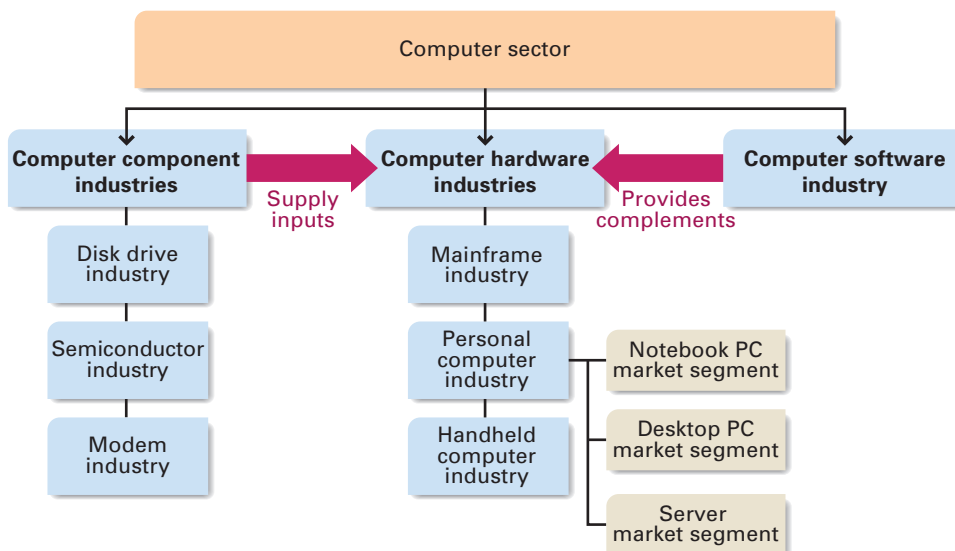 Computer sector
Computer component
industries
Supply
inputs
Computer hardware
industries
Provides
complements
Computer software
industry
Disk drive
industry
Semiconductor
industry
Modem
industry
Mainframe
industry
Personal
computer
industry
Handheld
computer
industry
Notebook PC
market segment
Desktop PC
market segment
Server
market segment